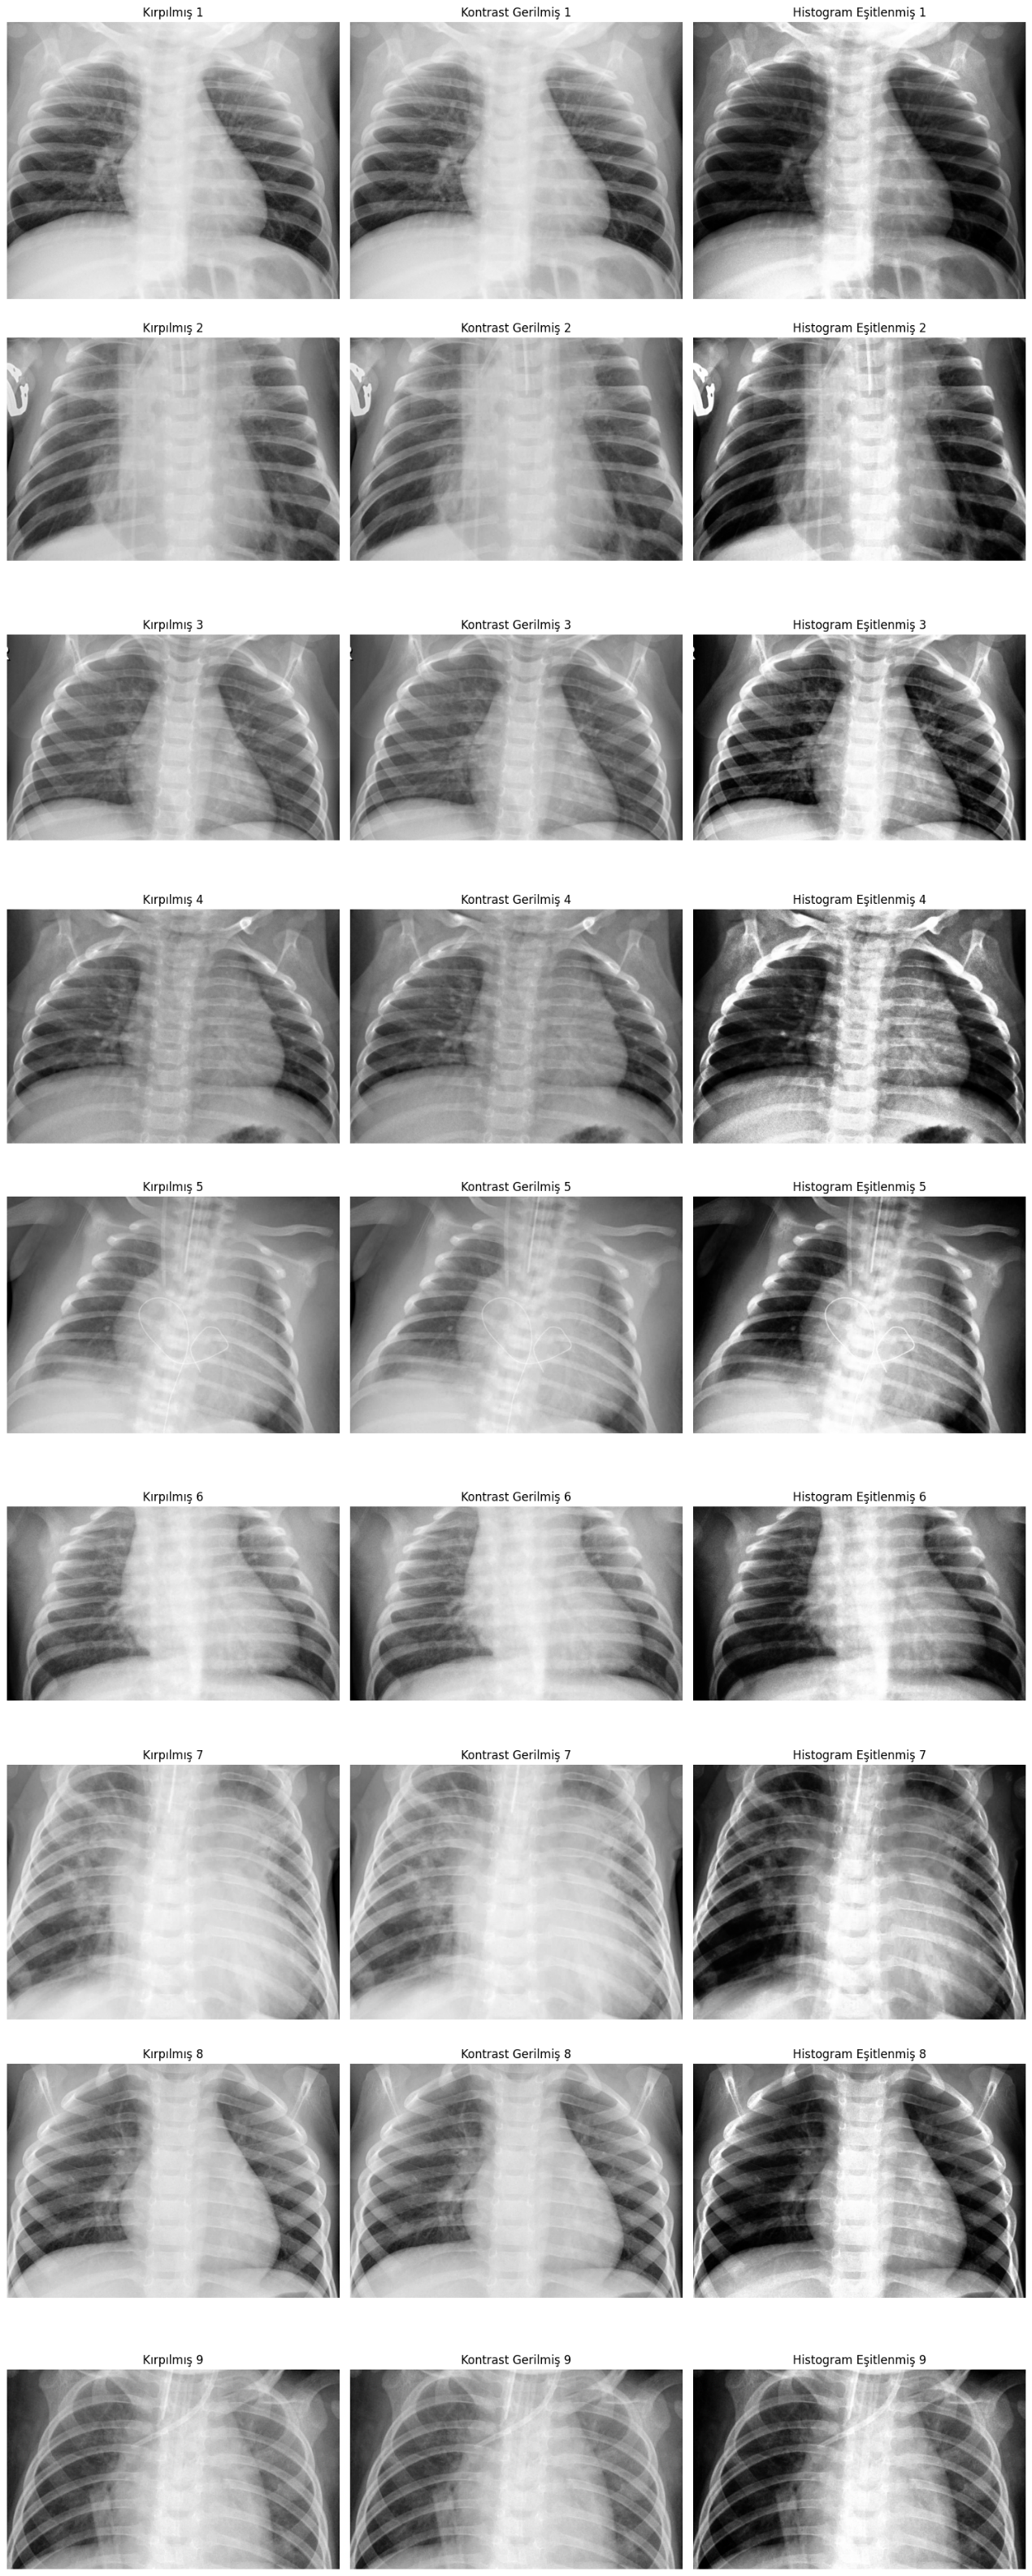 Kırpılmış 1
Kontrast Gerilmiş 1
Histogram Eşitlenmiş 1
Kırpılmış 2
Kontrast Gerilmiş 2
Histogram Eşitlenmiş 2
Kırpılmış 3
Kontrast Gerilmiş 3
Histogram Eşitlenmiş 3
Kırpılmış 4
Kontrast Gerilmiş 4
Histogram Eşitlenmiş 4
Kırpılmış 5
Kontrast Gerilmiş 5
Histogram Eşitlenmiş 5
Kırpılmış 6
Kontrast Gerilmiş 6
Histogram Eşitlenmiş 6
Kırpılmış 7
Kontrast Gerilmiş 7
Histogram Eşitlenmiş 7
Kırpılmış 8
Kontrast Gerilmiş 8
Histogram Eşitlenmiş 8
Kırpılmış 9
Kontrast Gerilmiş 9
Histogram Eşitlenmiş 9